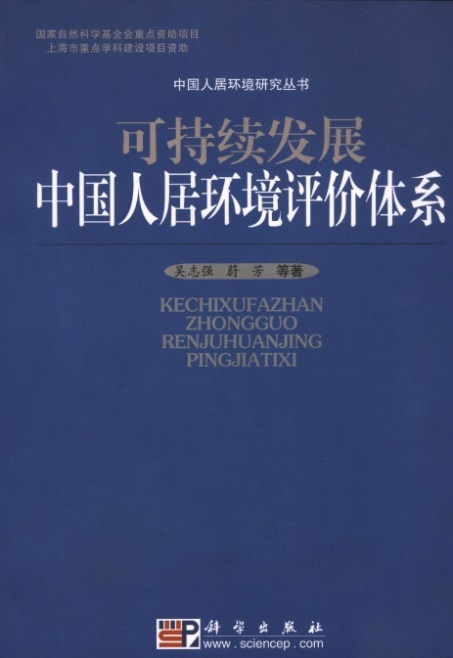 国家自然科学基金会重点资助项目
上海市重点学科建设项目资助
中国人居环境研究丛书
可持续发展
中国人居环境评价体系
吴志强 蔚 芳 等著
KECHIXUFAZHAN
ZHONGGUO
RENJUHUANJING
PINGJIATIXI
科学出版社
www.sciencep.com